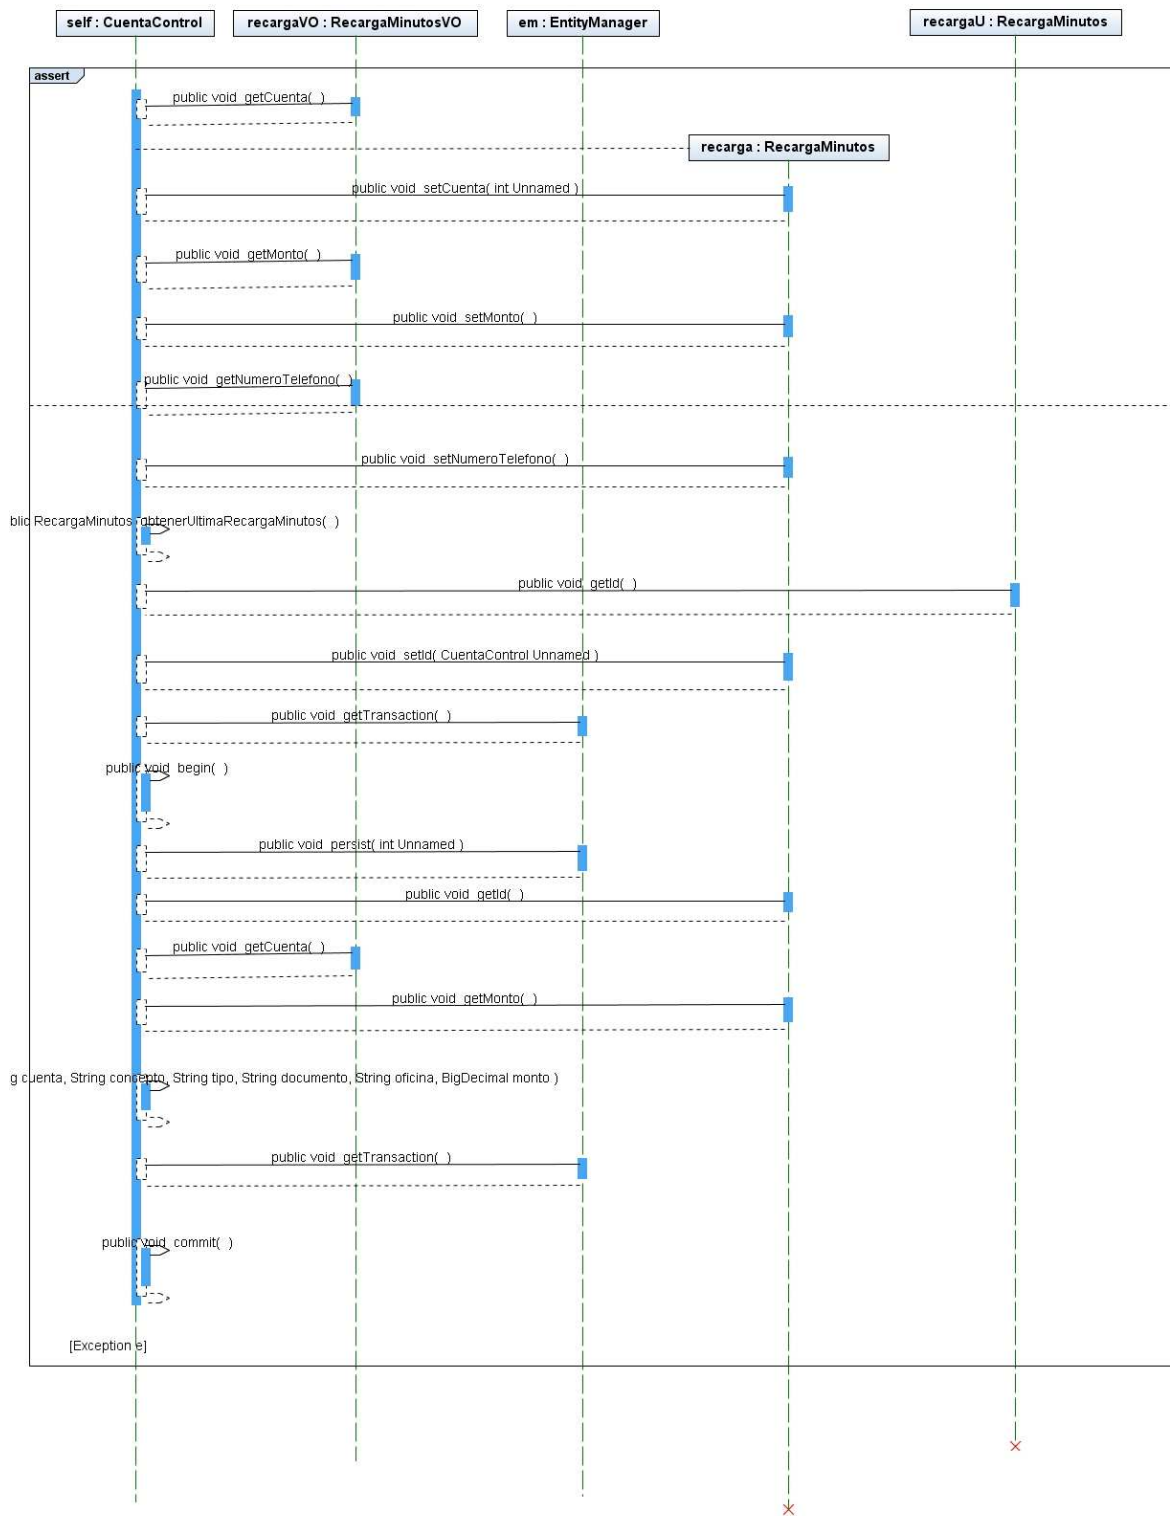 self : CuentaControl
recargaVO : RecargaMinutosVO
em : EntityManager
recargaU : RecargaMinutos
assert
public void getCuenta( )
recarga : RecargaMinutos
public void setCuenta( int Unnamed )
public void getMonto( )
public void setMonto( )
public void getNumeroTelefono( )
public void setNumeroTelefono( )
blic RecargaMinutos obtenerUltimaRecargaMinutos( )
public void getId( )
public void setId( CuentaControl Unnamed )
public void getTransaction( )
public void begin( )
public void persist( int Unnamed )
public void getId( )
public void getCuenta( )
public void getMonto( )
g cuenta, String concepto, String tipo, String documento, String oficina, BigDecimal monto )
public void getTransaction( )
public void commit( )
[Exception e]